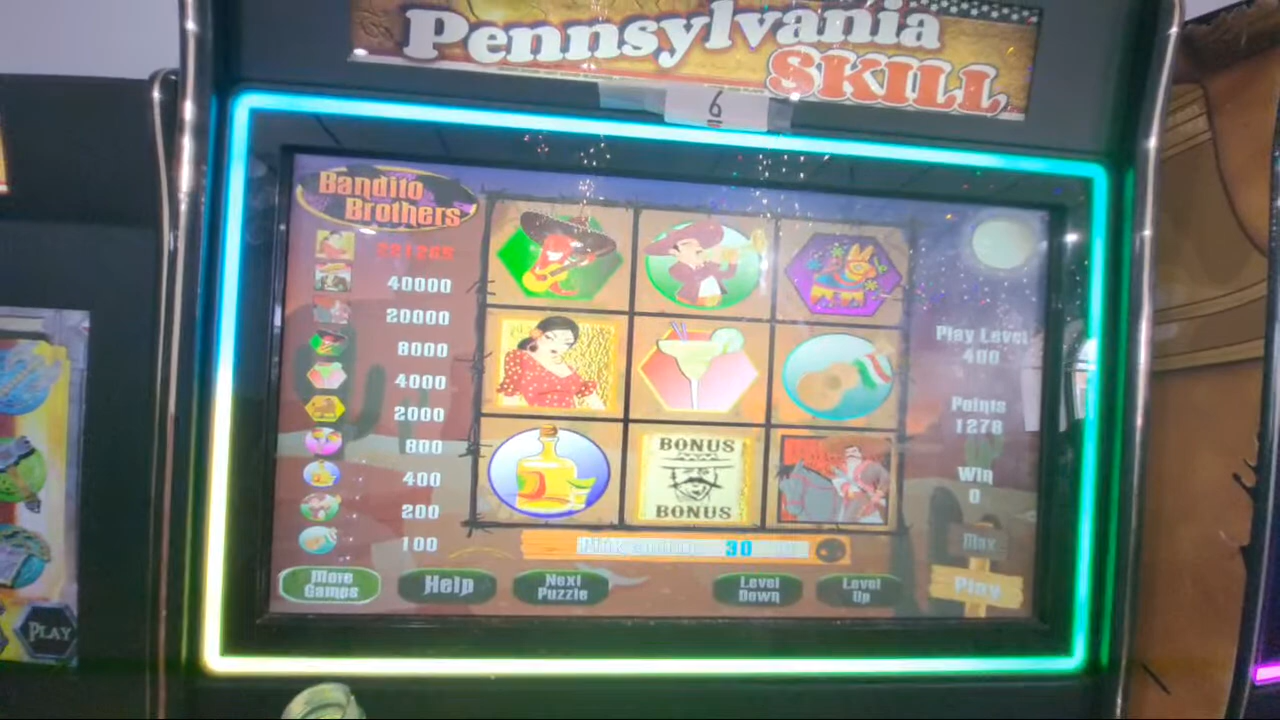 Pennsylvania
SKILL
6
Bandito
Brothers
40000
20000
8000
4000
2000
800
400
200
100
BONUS
BONUS
Play Level
400
Points
1278
Win
0
30
Max
Play
More
Games
Help
Next
Puzzle
Level
Down
Level
Up
PLAY